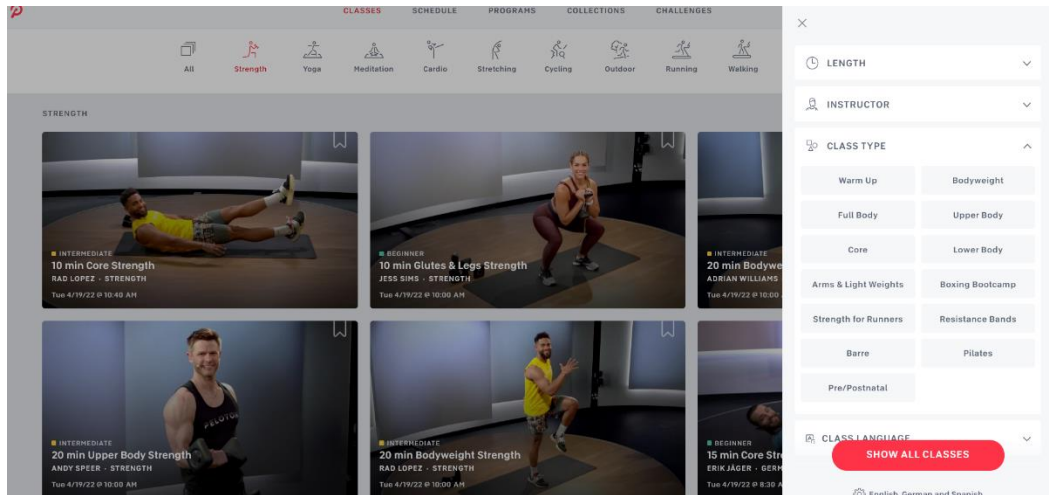 CLASSES SCHEDULE PROGRAMS COLLECTIONS CHALLENGES
All Strength Yoga Meditation Cardio Stretching Cycling Outdoor Running Walking
STRENGTH
INTERMEDIATE
10 min Core Strength
RAD LOPEZ · STRENGTH
Tue 4/19/22 @ 10:40 AM
BEGINNER
10 min Glutes & Legs Strength
JESS SIMS · STRENGTH
Tue 4/19/22 @ 10:00 AM
INTERMEDIATE
20 min Bodywe
ADRIAN WILLIAMS
Tue 4/19/22 @ 10:00
PELOTON
INTERMEDIATE
20 min Upper Body Strength
ANDY SPEER · STRENGTH
Tue 4/19/22 @ 10:00 AM
INTERMEDIATE
20 min Bodyweight Strength
RAD LOPEZ · STRENGTH
Tue 4/19/22 @ 10:00 AM
BEGINNER
15 min Core Stre
ERIK JÄGER · GERM
Tue 4/19/22 @ 8:30 A
LENGTH
INSTRUCTOR
CLASS TYPE
Warm Up Bodyweight
Full Body Upper Body
Core Lower Body
Arms & Light Weights Boxing Bootcamp
Strength for Runners Resistance Bands
Barre Pilates
Pre/Postnatal
CLASS LANGUAGE
SHOW ALL CLASSES
English, German and Spanish